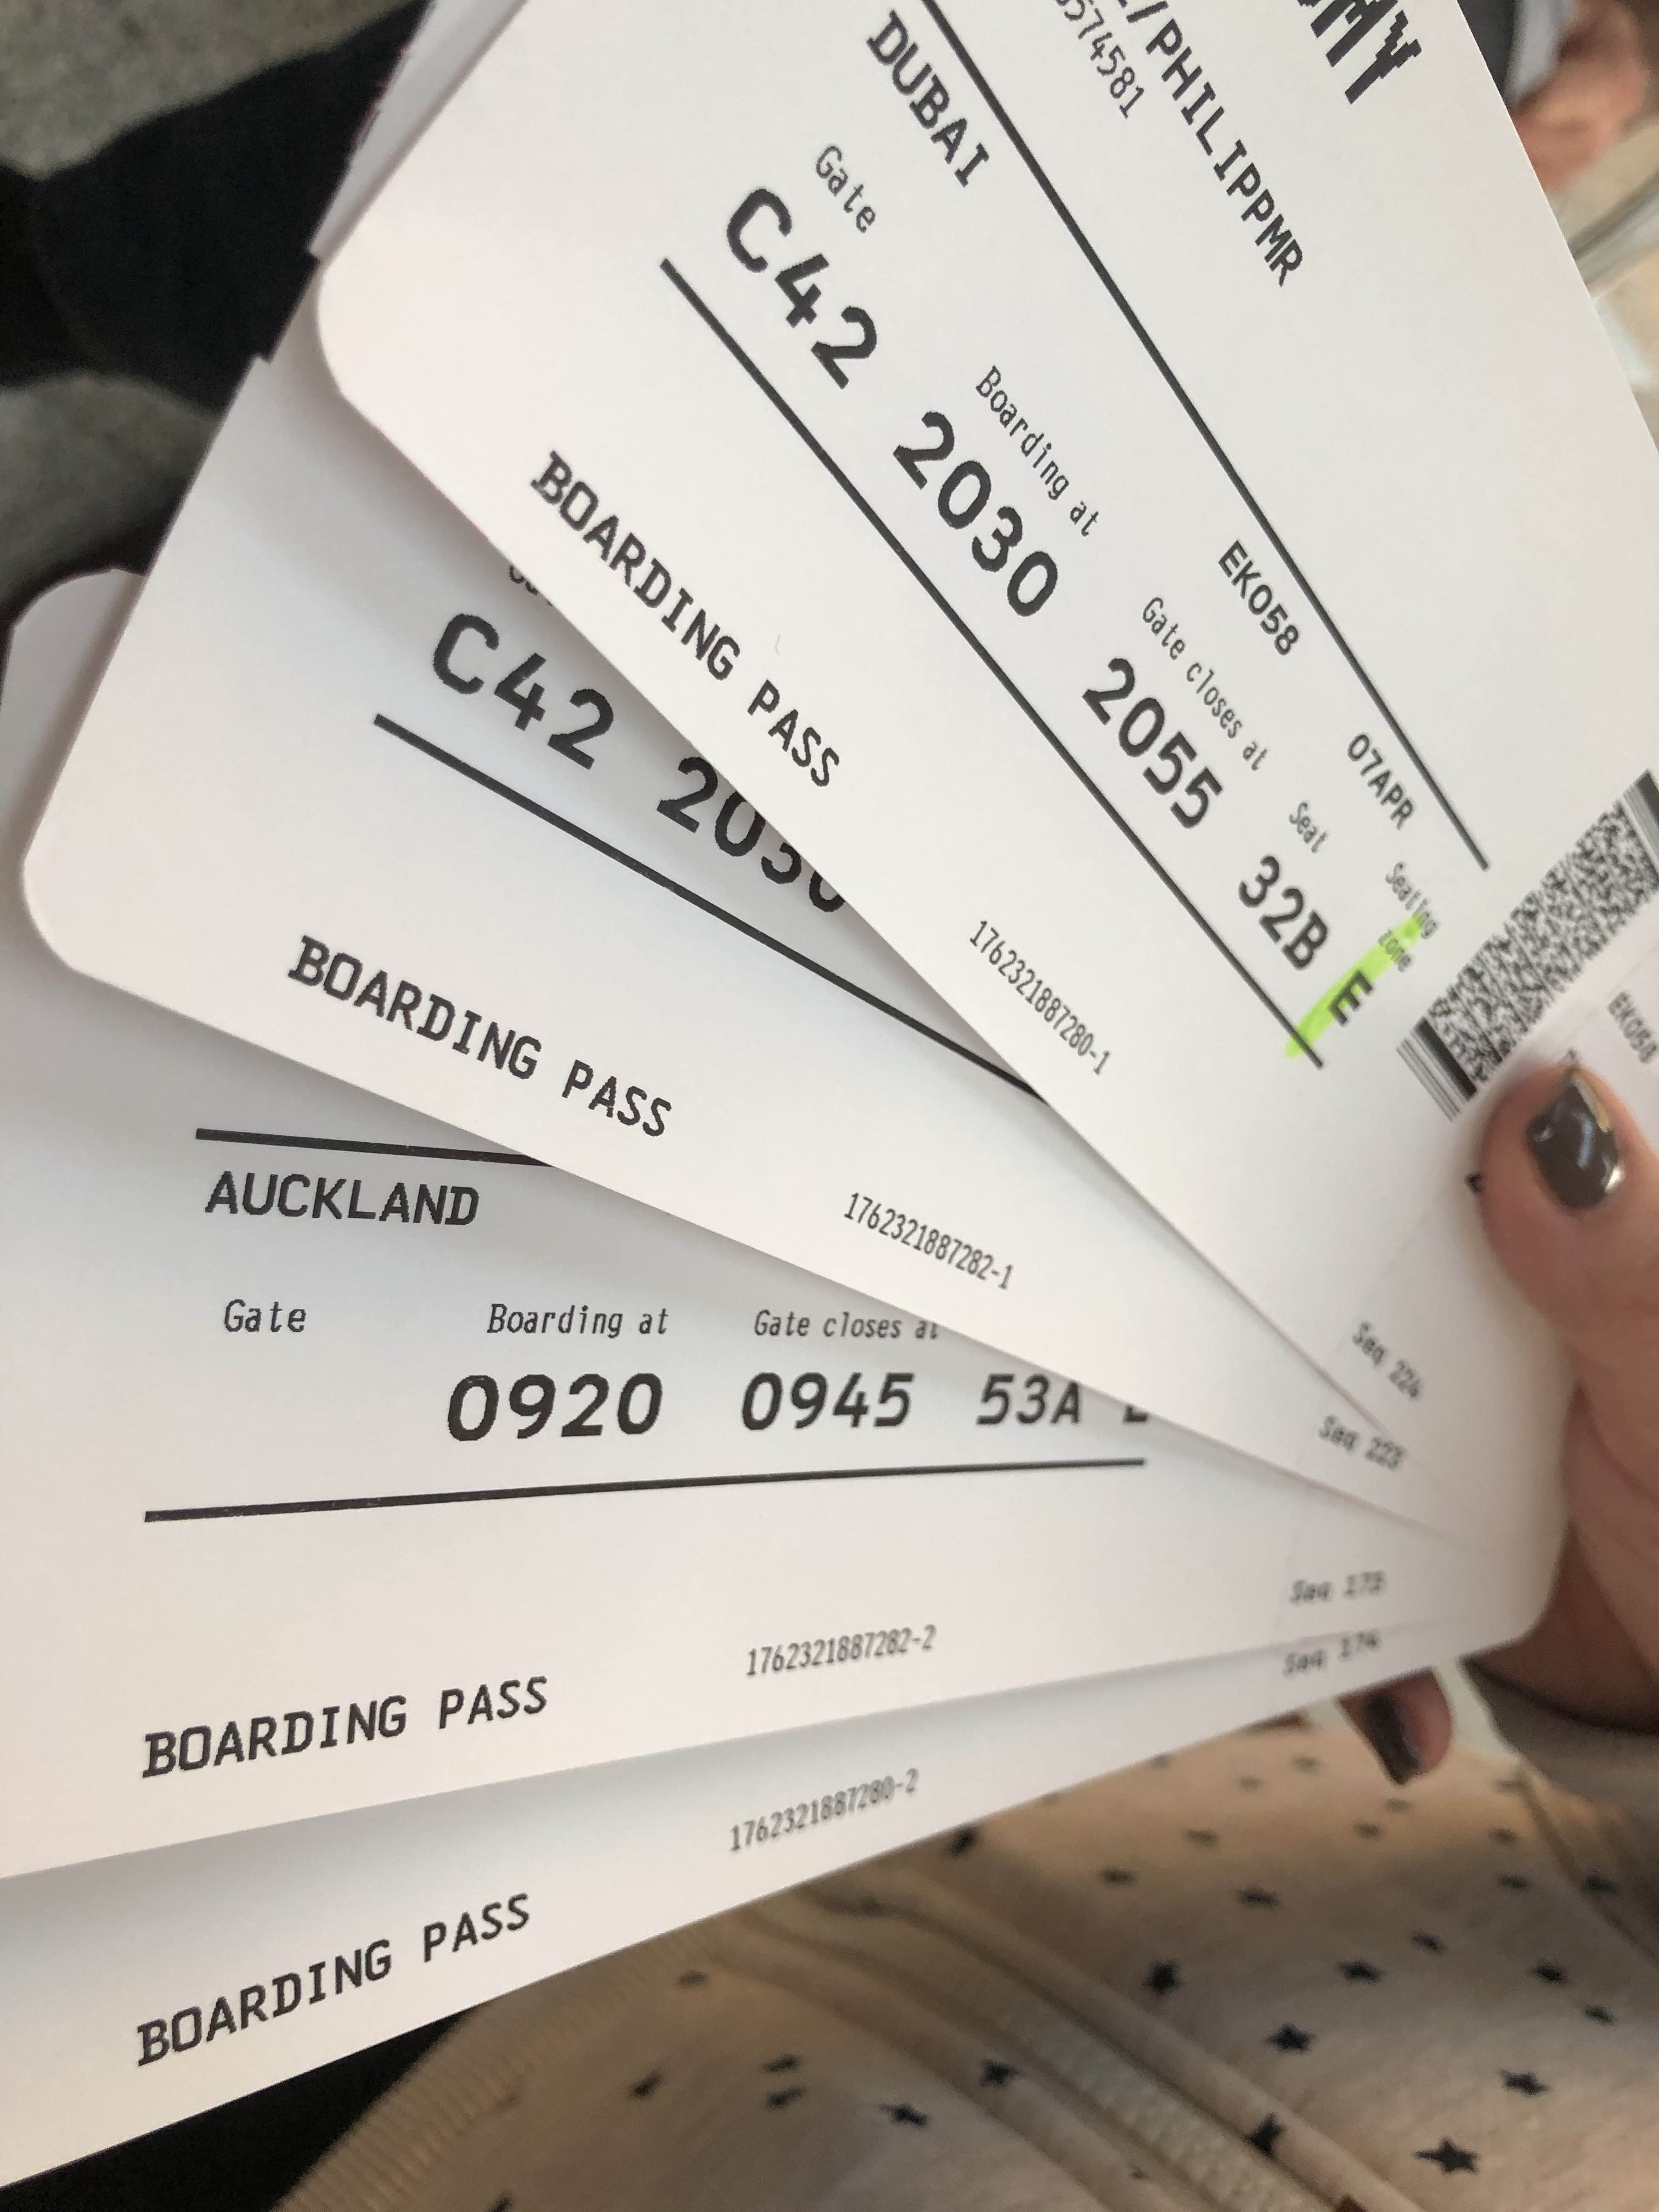 /PHILIPPMR
574581
DUBAI
EK058 07APR
Gate Boarding at Gate closes at Seat Seating zone
C42 2030 2055 32B E
BOARDING PASS 1762321887280-1
EK058
Seq 224
C42 2030
BOARDING PASS 1762321887282-1
Seq 223
AUCKLAND
Gate Boarding at Gate closes at
0920 0945 53A
BOARDING PASS 1762321887282-2
Seq 173
BOARDING PASS 1762321887280-2
Seq 174